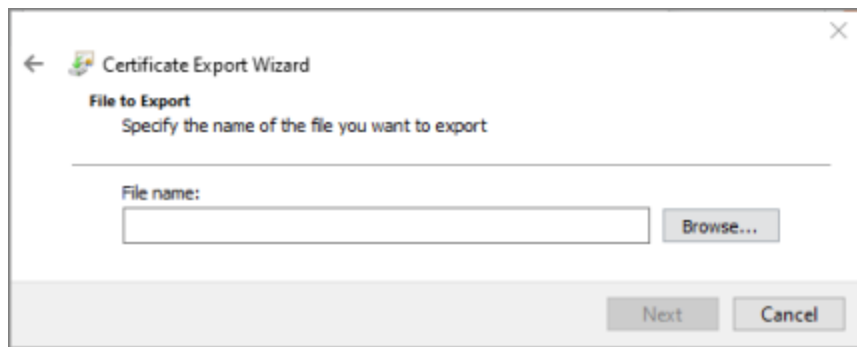 Certificate Export Wizard
File to Export
Specify the name of the file you want to export
File name:
Browse...
Next
Cancel